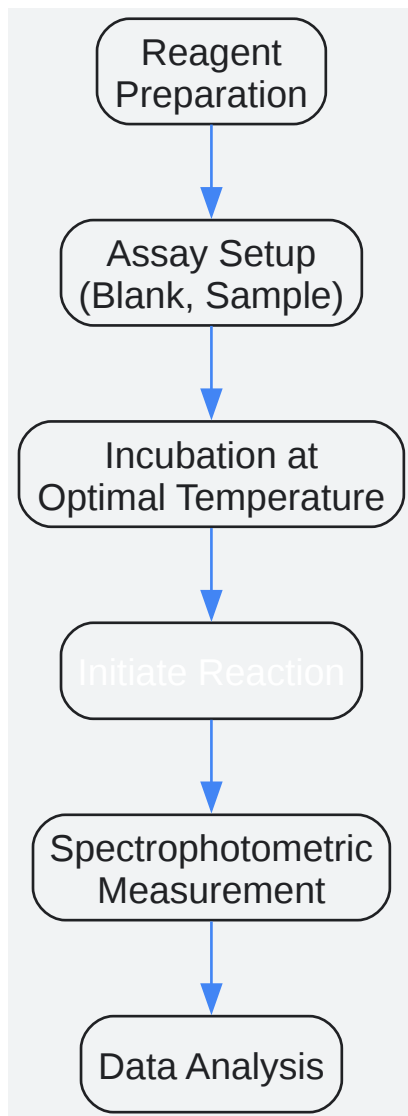 Reagent
Preparation
Assay Setup
(Blank, Sample)
Incubation at
Optimal Temperature
Initiate Reaction
Spectrophotometric
Measurement
Data Analysis